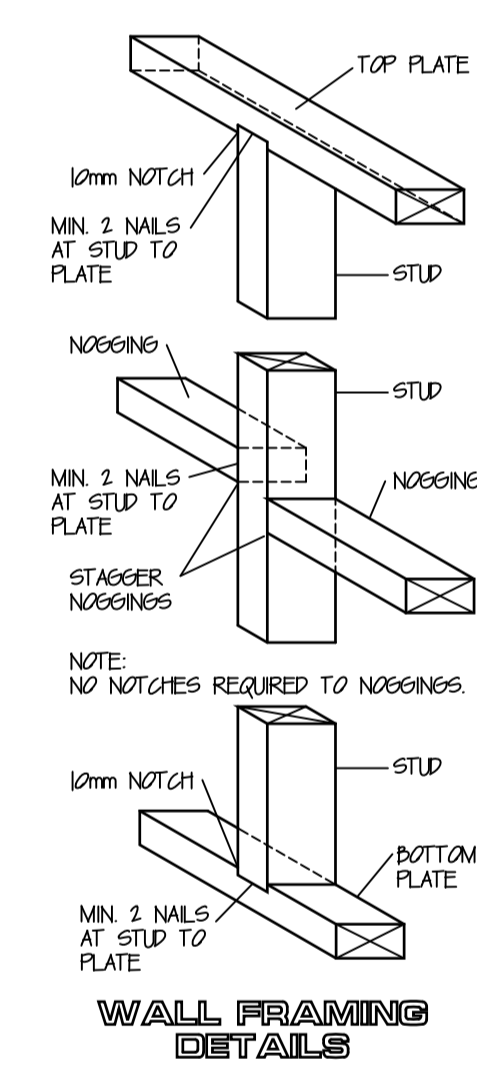 TOP PLATE
10mm NOTCH
MIN. 2 NAILS
AT STUD TO
PLATE
STUD
NOGGING
STUD
MIN. 2 NAILS
AT STUD TO
PLATE
NOGGING
STAGGER
NOGGINGS
NOTE:
NO NOTCHES REQUIRED TO NOGGINGS.
STUD
10mm NOTCH
BOTTOM
PLATE
MIN. 2 NAILS
AT STUD TO
PLATE
WALL FRAMING
DETAILS